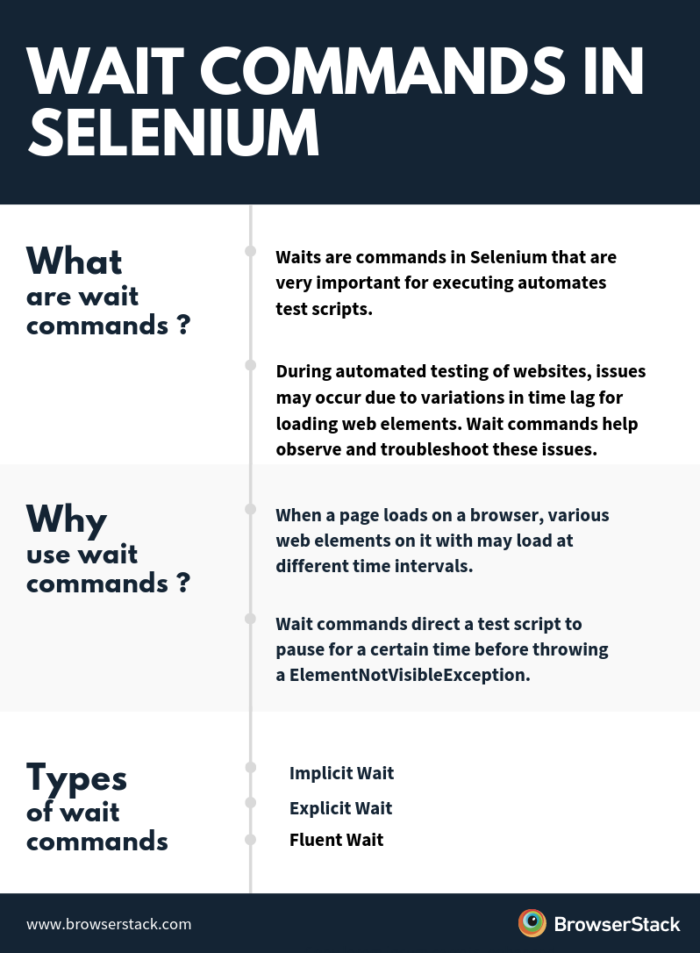 WAIT COMMANDS IN
SELENIUM
What
are wait
commands ?
Waits are commands in Selenium that are
very important for executing automates
test scripts.
During automated testing of websites, issues
may occur due to variations in time lag for
loading web elements. Wait commands help
observe and troubleshoot these issues.
Why
use wait
commands ?
When a page loads on a browser, various
web elements on it with may load at
different time intervals.
Wait commands direct a test script to
pause for a certain time before throwing
a ElementNotVisibleException.
Types
of wait
commands
Implicit Wait
Explicit Wait
Fluent Wait
www.browserstack.com
BrowserStack